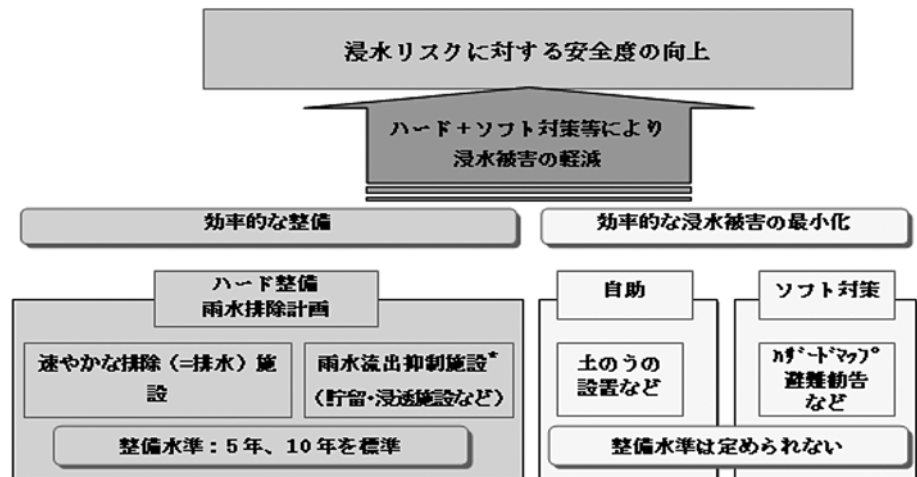 浸水リスクに対する安全度の向上
ハード＋ソフト対策等により
浸水被害の軽減
効率的な整備
効率的な浸水被害の最小化
ハード整備
雨水排除計画
自助
ソフト対策
速やかな排除（=排水）施
設
雨水流出抑制施設*
（貯留・浸透施設など）
土のうの
設置など
ﾊｻﾞｰﾄﾞﾏｯﾌﾟ
避難勧告
など
整備水準：５年、10年を標準
整備水準は定められない